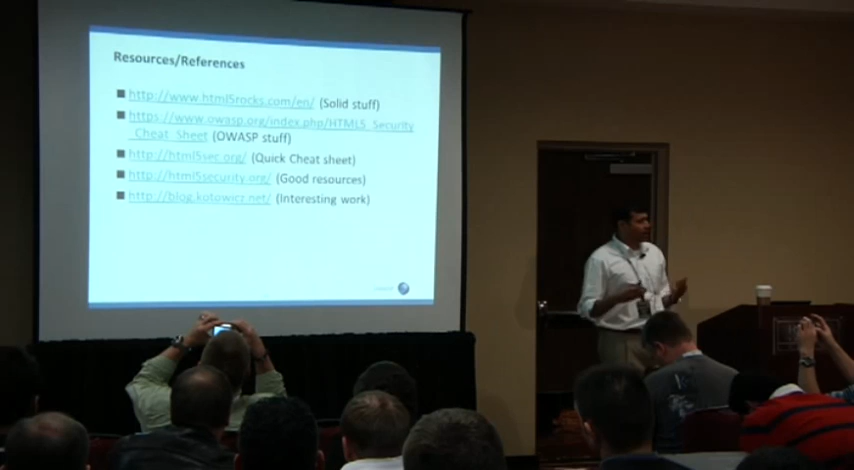 Resources/References
http://www.html5rocks.com/en/ (Solid stuff)
https://www.owasp.org/index.php/HTML5_Security
_Cheat_Sheet (OWASP stuff)
http://html5sec.org/ (Quick Cheat sheet)
http://html5security.org/ (Good resources)
http://blog.kotowicz.net/ (Interesting work)